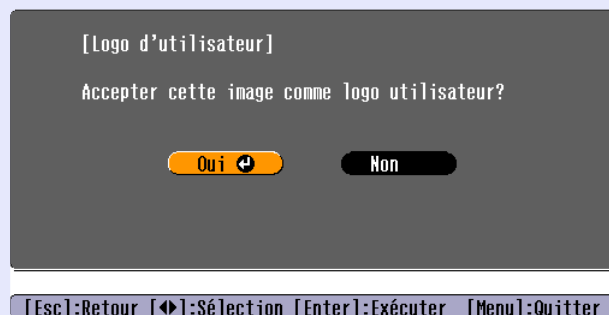 [Logo d'utilisateur]
Accepter cette image comme logo utilisateur?
Oui Non
[Esc]:Retour [◆]:Sélection [Enter]:Exécuter [Menu]:Quitter